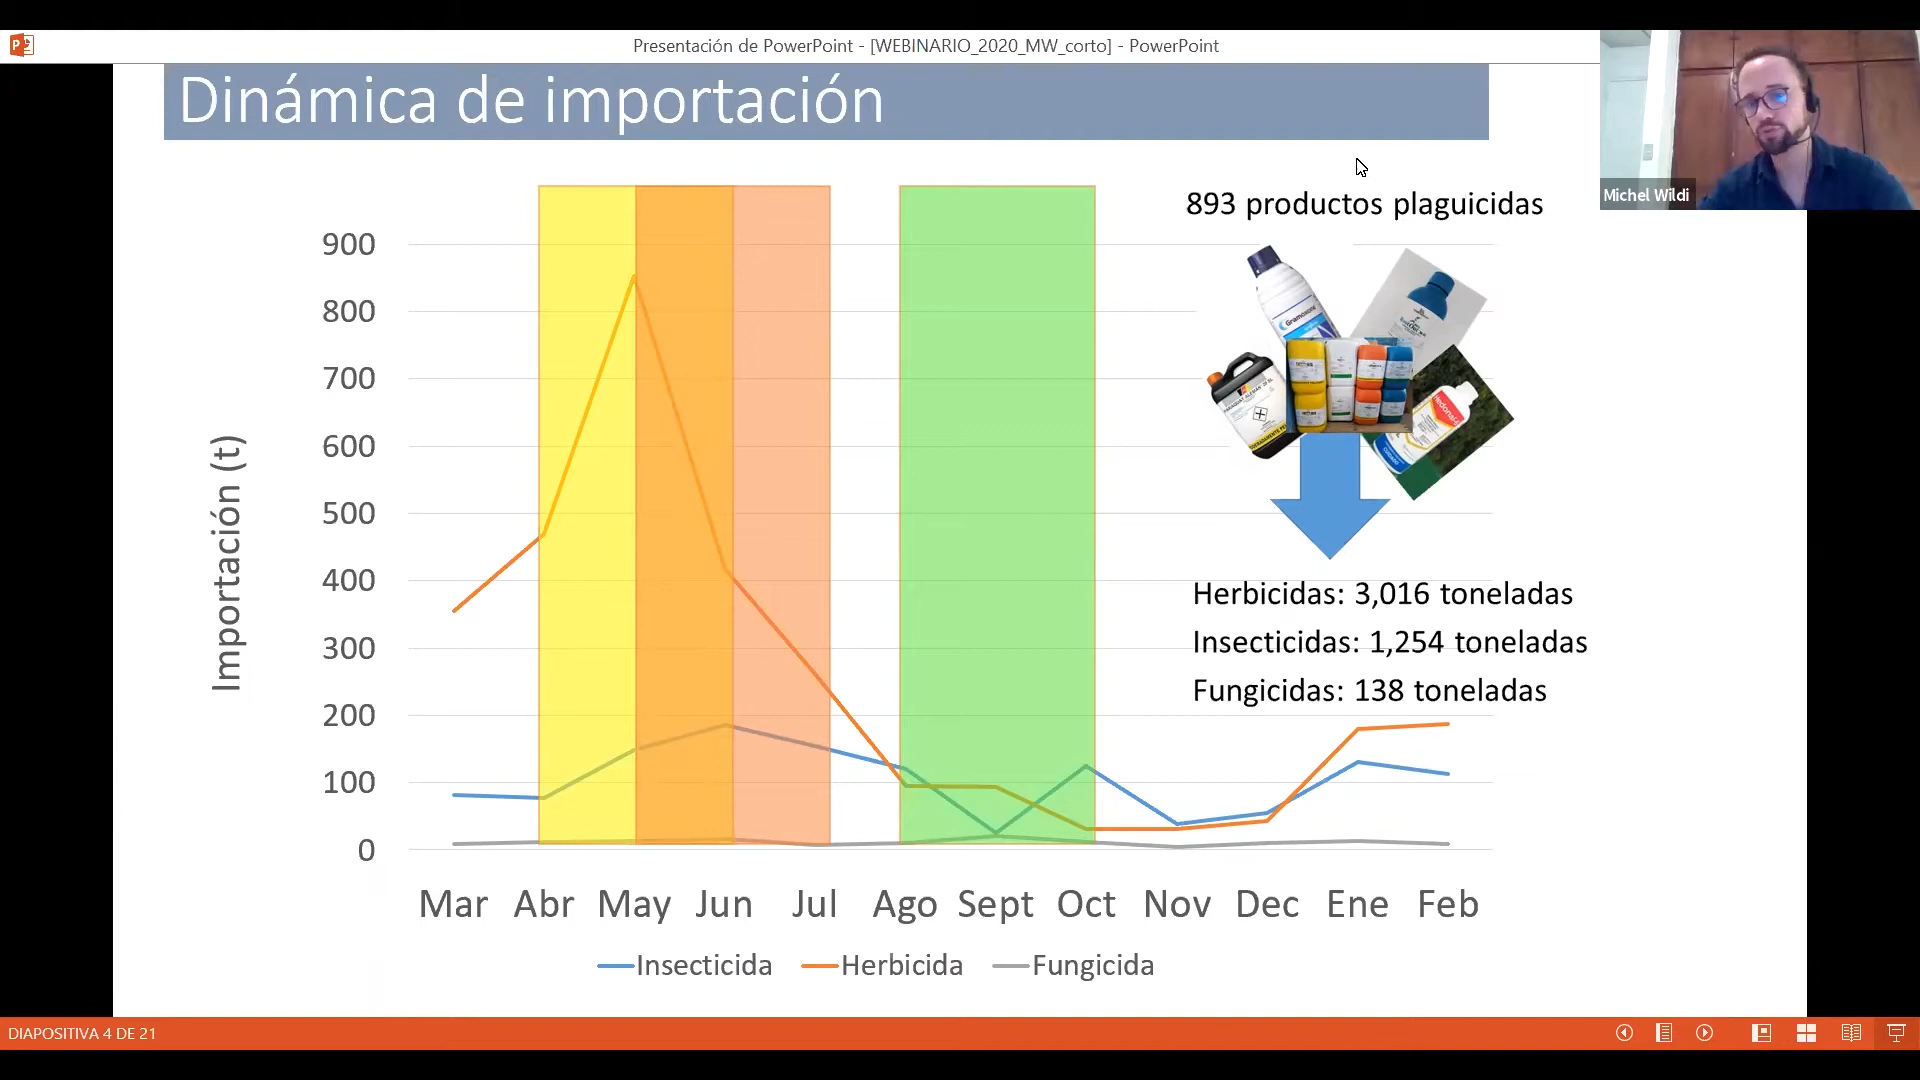 Presentación de PowerPoint - [WEBINARIO_2020_MW_corto] - PowerPoint
Dinámica de importación
Michel Wildi
893 productos plaguicidas
Gramoxone
Hedonal
Herbicidas: 3,016 toneladas
Insecticidas: 1,254 toneladas
Fungicidas: 138 toneladas
Importación (t)
900
800
700
600
500
400
300
200
100
0
Mar Abr May Jun Jul Ago Sept Oct Nov Dec Ene Feb
Insecticida Herbicida Fungicida
DIAPOSITIVA 4 DE 21